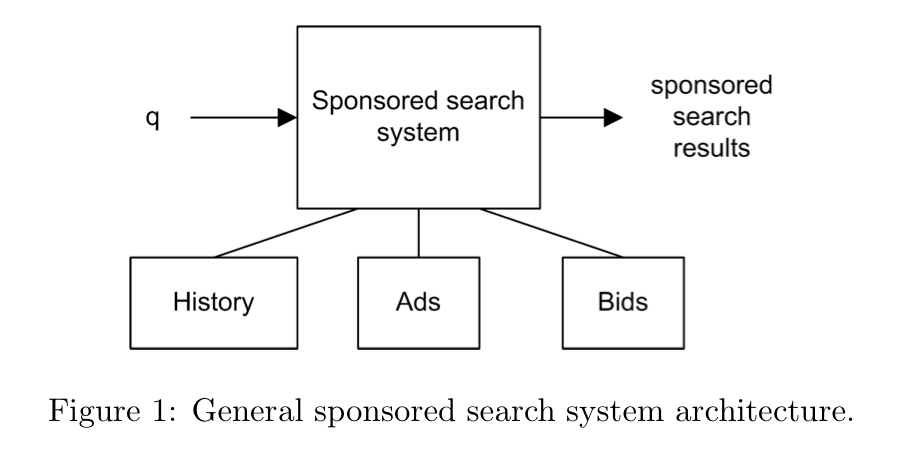 q
Sponsored search
system
sponsored
search
results
History
Ads
Bids
Figure 1: General sponsored search system architecture.